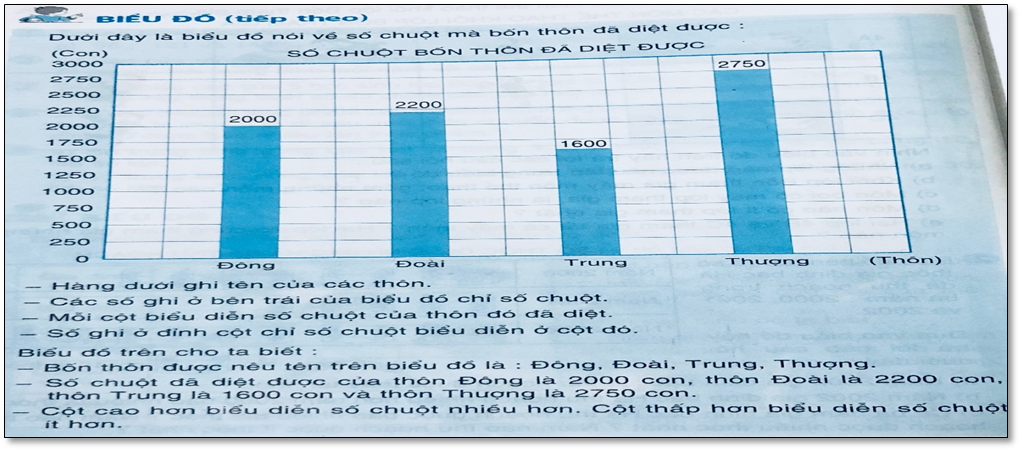 BIỂU ĐỒ (tiếp theo)
Dưới đây là biểu đồ nói về số chuột mà bốn thôn đã diệt được :
(Con)
SỐ CHUỘT BỐN THÔN ĐÃ DIỆT ĐƯỢC
3000
2750
2500
2250
2000
1750
1500
1250
1000
750
500
250
0
2000
2200
1600
2750
Đông
Đoài
Trung
Thượng
(Thôn)
— Hàng dưới ghi tên của các thôn.
— Các số ghi ở bên trái của biểu đồ chỉ số chuột.
— Mỗi cột biểu diễn số chuột của thôn đó đã diệt.
— Số ghi ở đỉnh cột chỉ số chuột biểu diễn ở cột đó.
Biểu đồ trên cho ta biết :
— Bốn thôn được nêu tên trên biểu đồ là : Đông, Đoài, Trung, Thượng.
— Số chuột đã diệt được của thôn Đông là 2000 con, thôn Đoài là 2200 con,
thôn Trung là 1600 con và thôn Thượng là 2750 con.
— Cột cao hơn biểu diễn số chuột nhiều hơn. Cột thấp hơn biểu diễn số chuột
ít hơn.